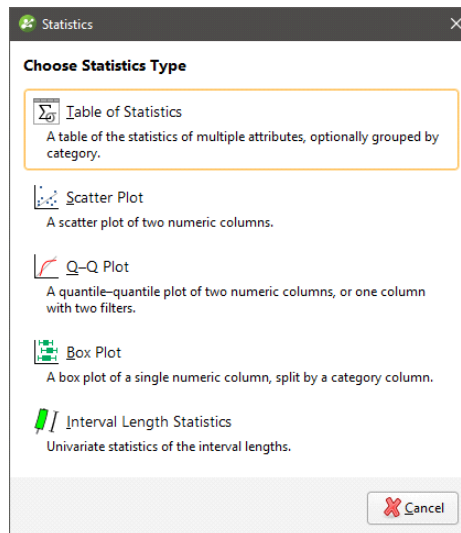 Statistics
Choose Statistics Type
Table of Statistics
A table of the statistics of multiple attributes, optionally grouped by
category.
Scatter Plot
A scatter plot of two numeric columns.
Q–Q Plot
A quantile–quantile plot of two numeric columns, or one column
with two filters.
Box Plot
A box plot of a single numeric column, split by a category column.
Interval Length Statistics
Univariate statistics of the interval lengths.
Cancel